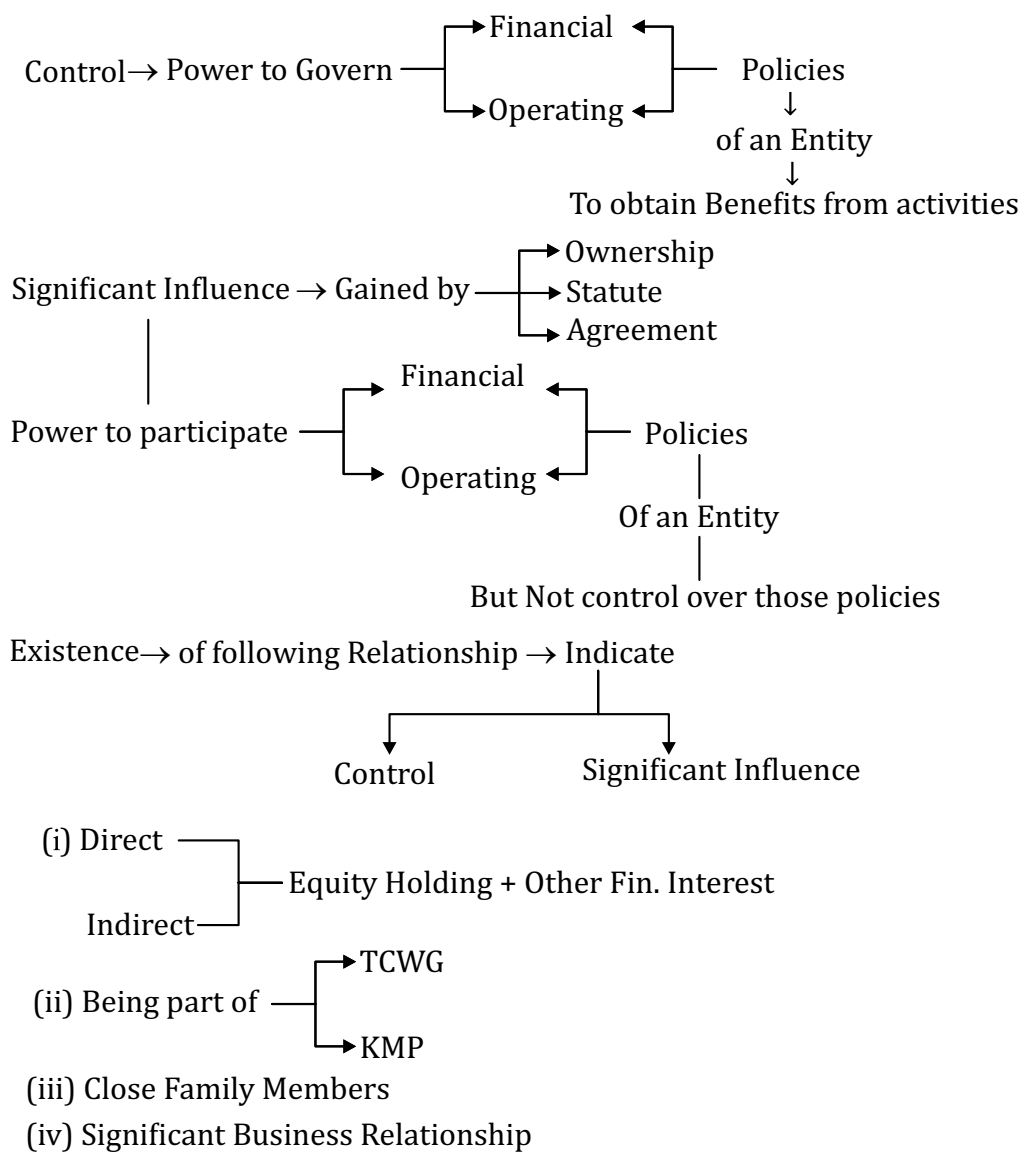 Financial
Control → Power to Govern Policies
Operating
of an Entity
To obtain Benefits from activities
Ownership
Significant Influence → Gained by Statute
Agreement
Financial
Power to participate Policies
Operating
Of an Entity
But Not control over those policies
Existence → of following Relationship → Indicate
Control Significant Influence
(i) Direct
Equity Holding + Other Fin. Interest
Indirect
TCWG
(ii) Being part of
KMP
(iii) Close Family Members
(iv) Significant Business Relationship